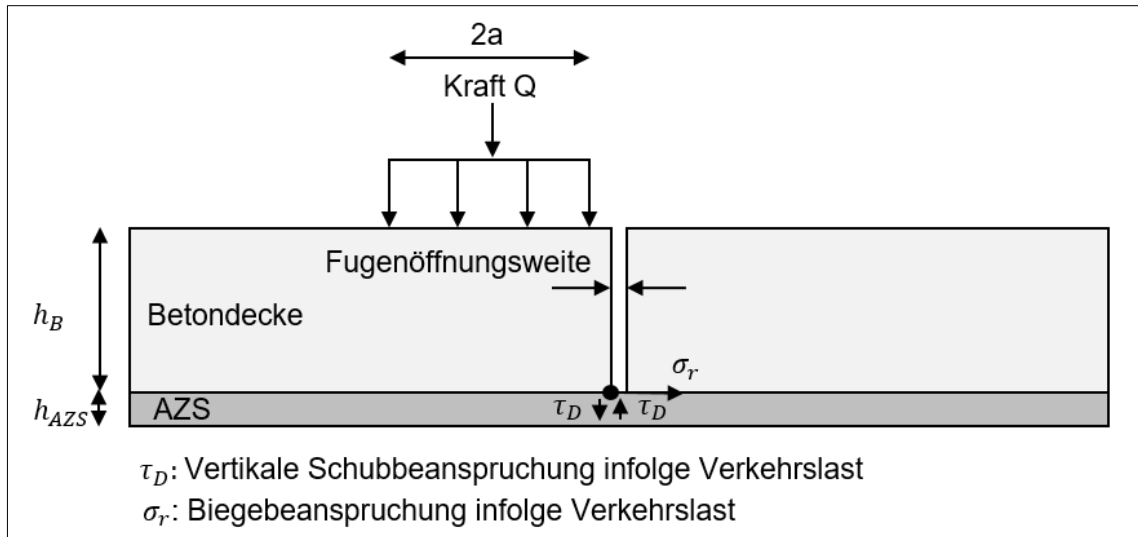 2a
Kraft Q
Fugenöffnungsweite
h_B
Betondecke
σ_r
h_AZS
AZS
τ_D
τ_D
τ_D: Vertikale Schubbeanspruchung infolge Verkehrslast
σ_r: Biegebeanspruchung infolge Verkehrslast